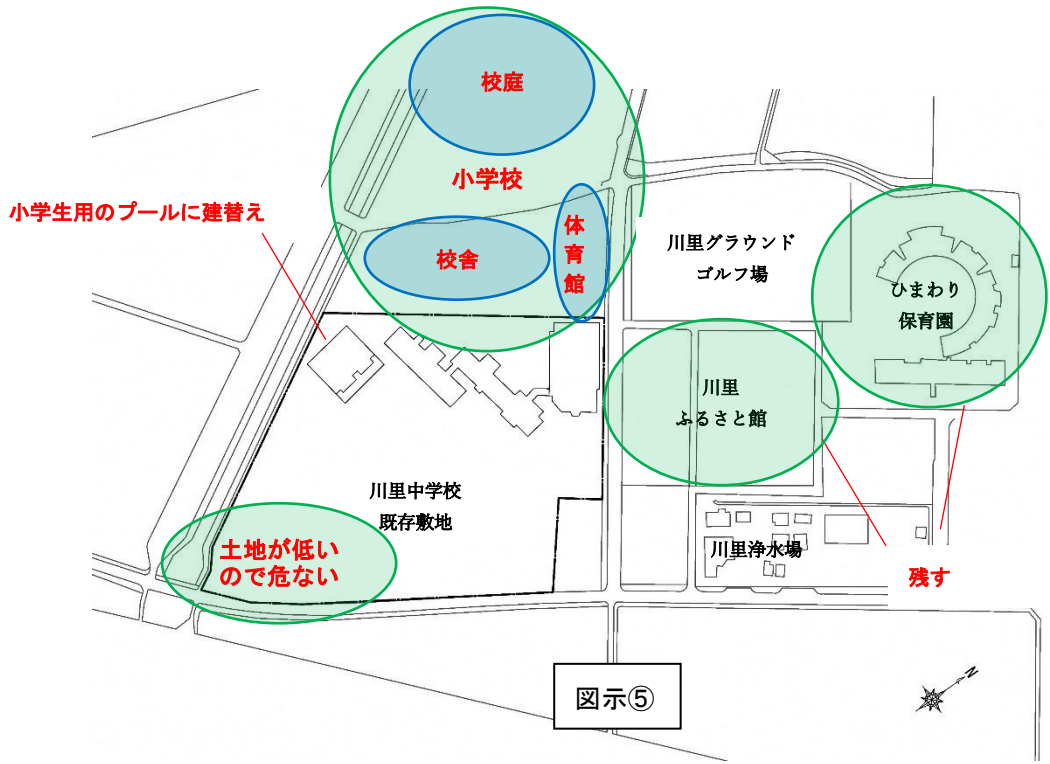 校庭
小学校
小学生用のプールに建替え
体
育
館
校舎
川里グラウンド
ゴルフ場
ひまわり
保育園
川里
ふるさと館
川里中学校
既存敷地
土地が低い
ので危ない
川里浄水場
残す
図示⑤
N